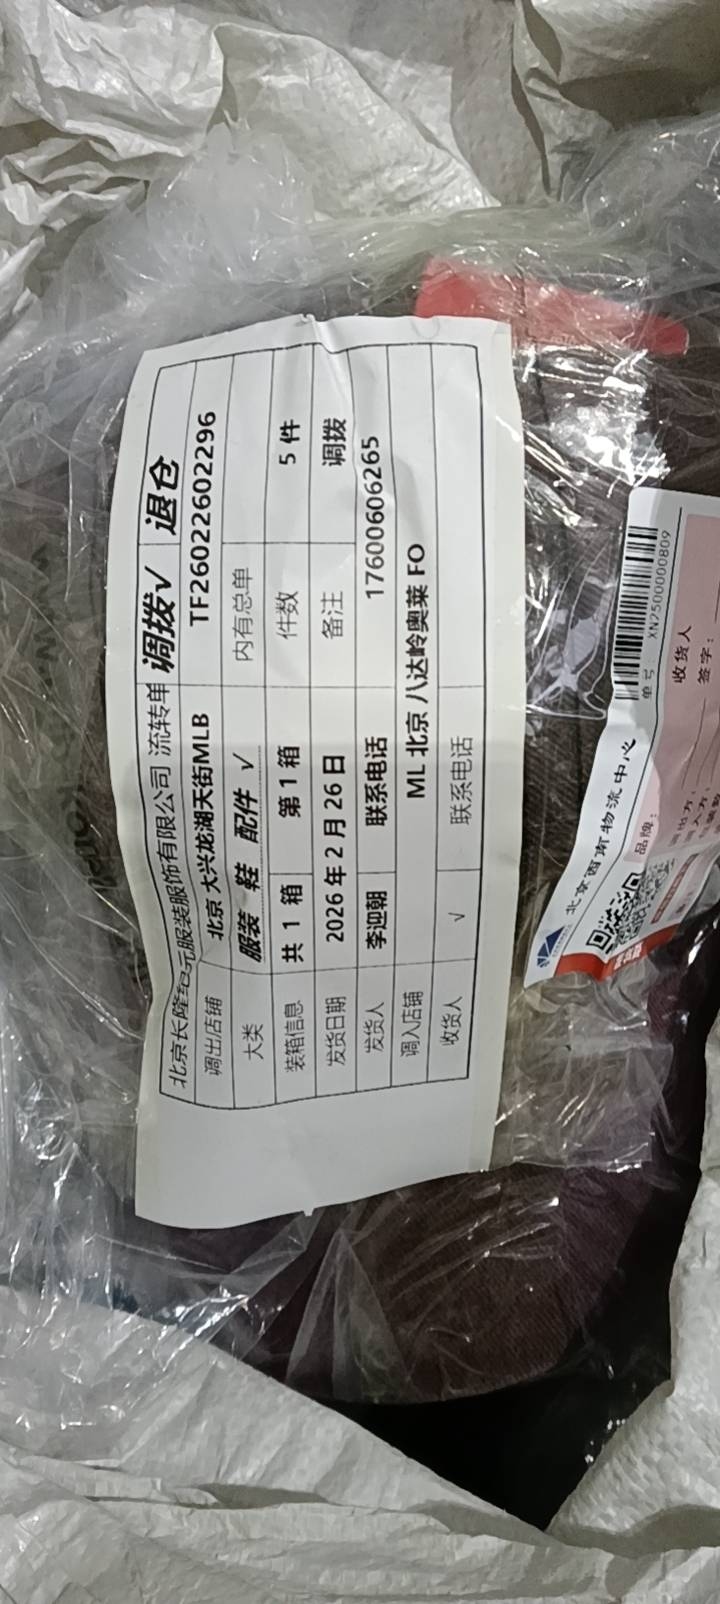 北京长隆纪元服装服饰有限公司 流转单 调拨√ 退仓
调出店铺 北京 大兴龙湖天街MLB TF26022602296
大类 服装 鞋 配件 √ 内有总单
装箱信息 共 1 箱 第 1 箱 件数 5 件
发货日期 2026 年 2 月 26 日 备注 调拨
发货人 李迎朝 联系电话 17600606265
调入店铺 ML 北京 八达岭奥莱 FO
收货人 √ 联系电话
北京西南物流中心
单号
XN2500000809
品牌:
收货人
签字: